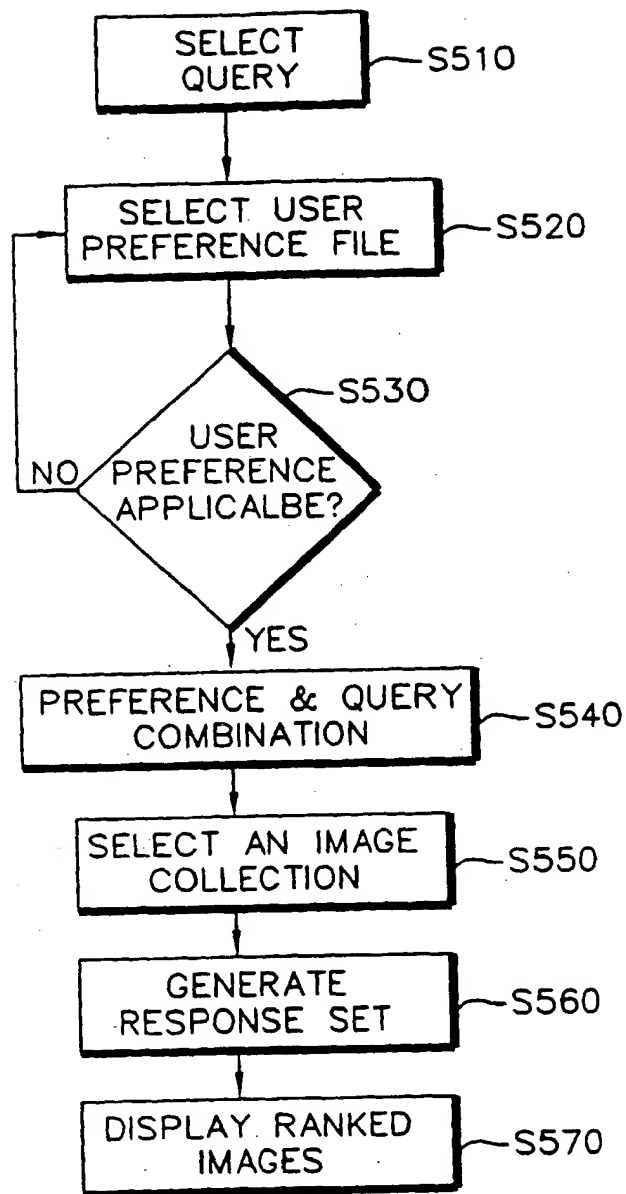 SELECT
QUERY
S510
SELECT USER
PREFERENCE FILE
S520
S530
USER
PREFERENCE
APPLICALBE?
NO
YES
PREFERENCE & QUERY
COMBINATION
S540
SELECT AN IMAGE
COLLECTION
S550
GENERATE
RESPONSE SET
S560
DISPLAY RANKED
IMAGES
S570